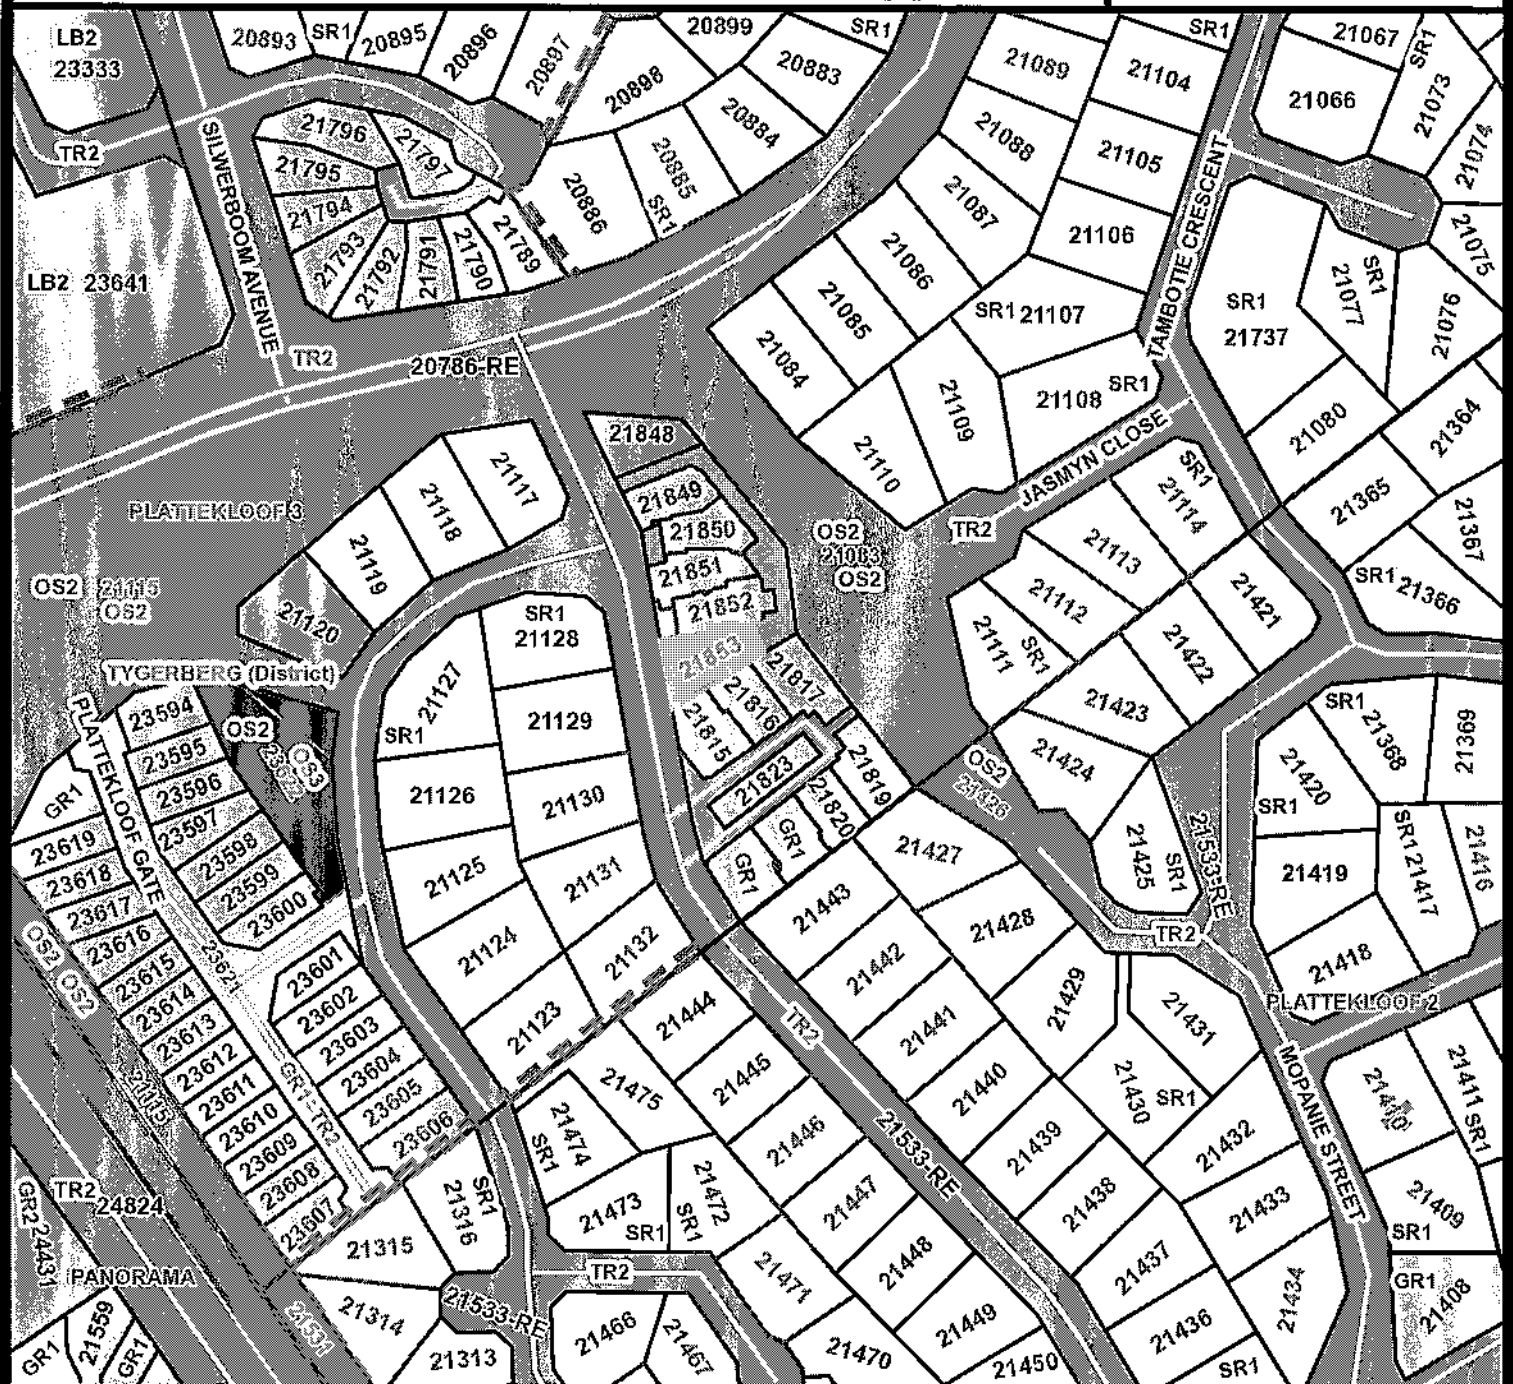 LB2
23333
20893
SR1
20895
20896
20897
20898
20899
SR1
20883
20884
20885
SR1
20886
TR2
SILWERBOOM AVENUE
21796
21797
21795
21794
21793
21792
21791
21790
21789
LB2 23641
TR2
20786-RE
21089
21104
SR1
21088
21105
21087
21106
21086
21085
21084
SR1 21107
21108 SR1
21109
21110
TAMBOTIE CRESCENT
JASMYN CLOSE
21067
SR1
21066
21073
21074
21075
SR1
21077
21076
SR1
21737
21080
21364
21365
21367
SR1 21366
TR2
SR1
21114
21113
21112
21111
SR1
21421
21422
21423
21424
21848
21849
21850
21851
21852
21853
21817
21816
21815
21823
21819
21820
GR1
GR1
OS2
21083
OS2
PLATTEKLOOF 3
21117
21118
21119
21120
OS2
OS2
TYGERBERG (District)
SR1
21128
21127
SR1
21129
21126
21130
21125
21131
21124
21132
21123
OS2
OS3
PLATTEKLOOF GATE
23594
23595
23596
23597
23598
23599
23600
GR1
23619
23618
23617
23616
23615
23614
23613
23612
23611
23610
23609
23608
23607
23621
23601
23602
23603
23604
23605
23606
GR1-TR2
OS2 OS2
TR2
24824
GR2
PANORAMA
21559
GR1
GR1
21531
21315
SR1
21316
21314
21313
21533-RE
OS2
21426
21427
21428
21429
21443
21442
21441
21440
21439
21438
21437
21436
SR1
TR2
21533-RE
21444
21445
21446
21447
21448
21449
21450
21475
21474
SR1
21473
SR1
21472
SR1
21471
21470
TR2
21466
21467
21425
SR1
21533-RE
TR2
21431
21430
SR1
21432
21433
21434
MOPANIE STREET
PLATTEKLOOF 2
SR1
21368
21369
21420
SR1
21419
SR1 21417
21416
21418
21411 SR1
21409
SR1
GR1
21408